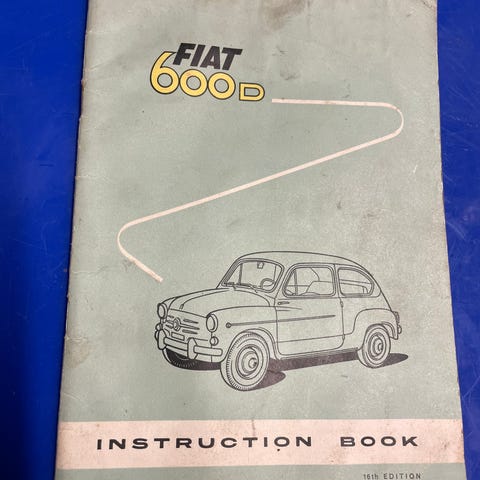 FIAT
600D
INSTRUCTION BOOK
16th EDITION